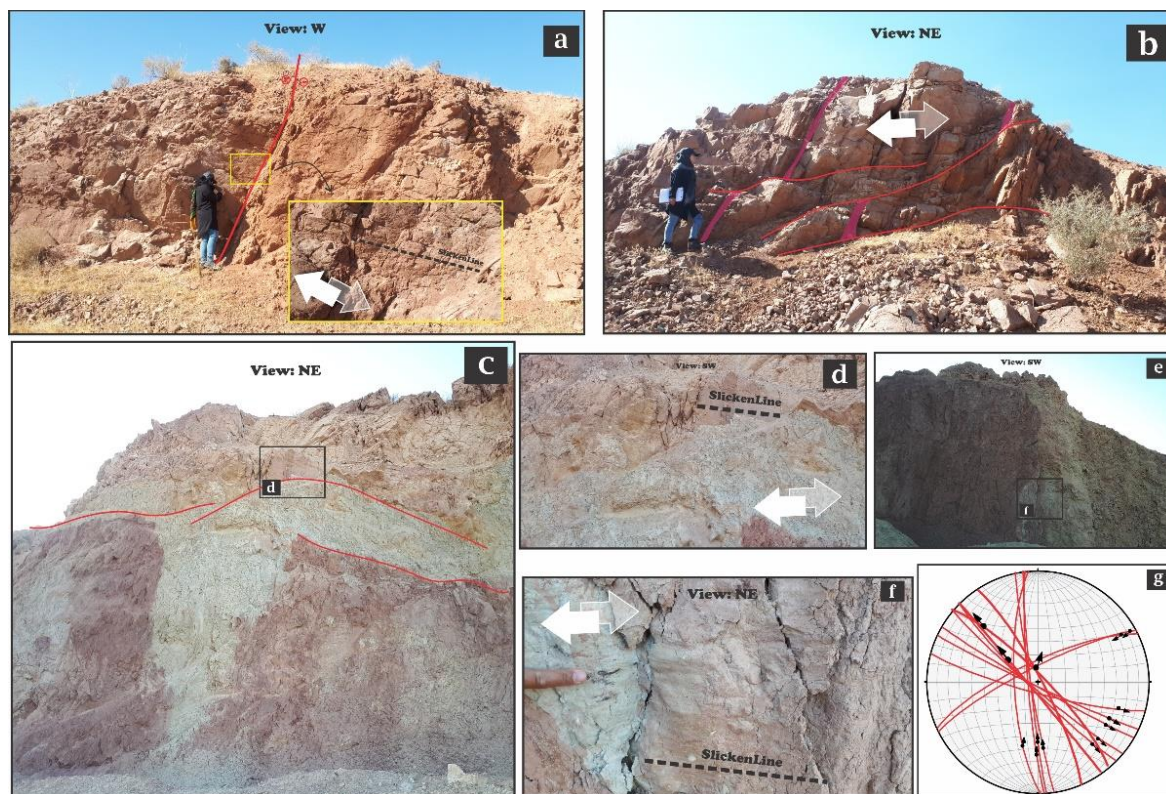 View: W
a
SlickenLine
View: NE
b
View: NE
c
d
View: SW
d
SlickenLine
View: SW
e
f
View: NE
f
SlickenLine
g